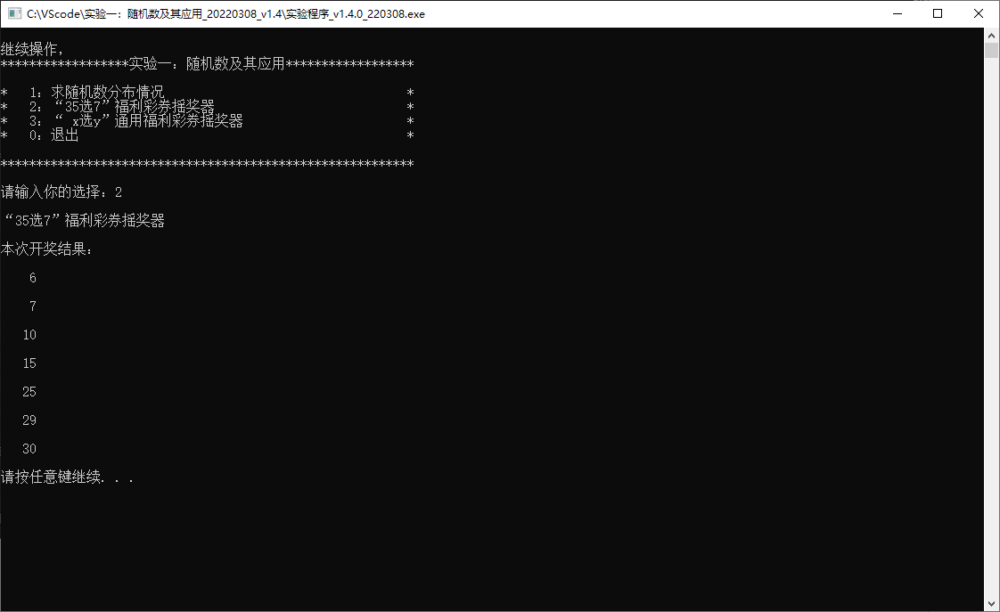 C:\VScode\实验一：随机数及其应用_20220308_v1.4\实验程序_v1.4.0_220308.exe
继续操作，
******************实验一：随机数及其应用******************
*   1：求随机数分布情况                                  *
*   2：“35选7”福利彩券摇奖器                           *
*   3：“ x选y”通用福利彩券摇奖器                       *
*   0：退出                                              *
**********************************************************
请输入你的选择：2
“35选7”福利彩券摇奖器
本次开奖结果：
6
7
10
15
25
29
30
请按任意键继续. . .